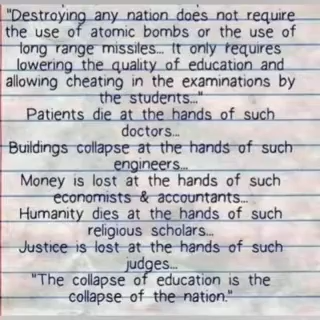 "Destroying any nation does not require
the use of atomic bombs or the use of
long range missiles... It only requires
lowering the quality of education and
allowing cheating in the examinations by
the students..."
Patients die at the hands of such
doctors...
Buildings collapse at the hands of such
engineers...
Money is lost at the hands of such
economists & accountants...
Humanity dies at the hands of such
religious scholars...
Justice is lost at the hands of such
judges...
"The collapse of education is the
collapse of the nation."